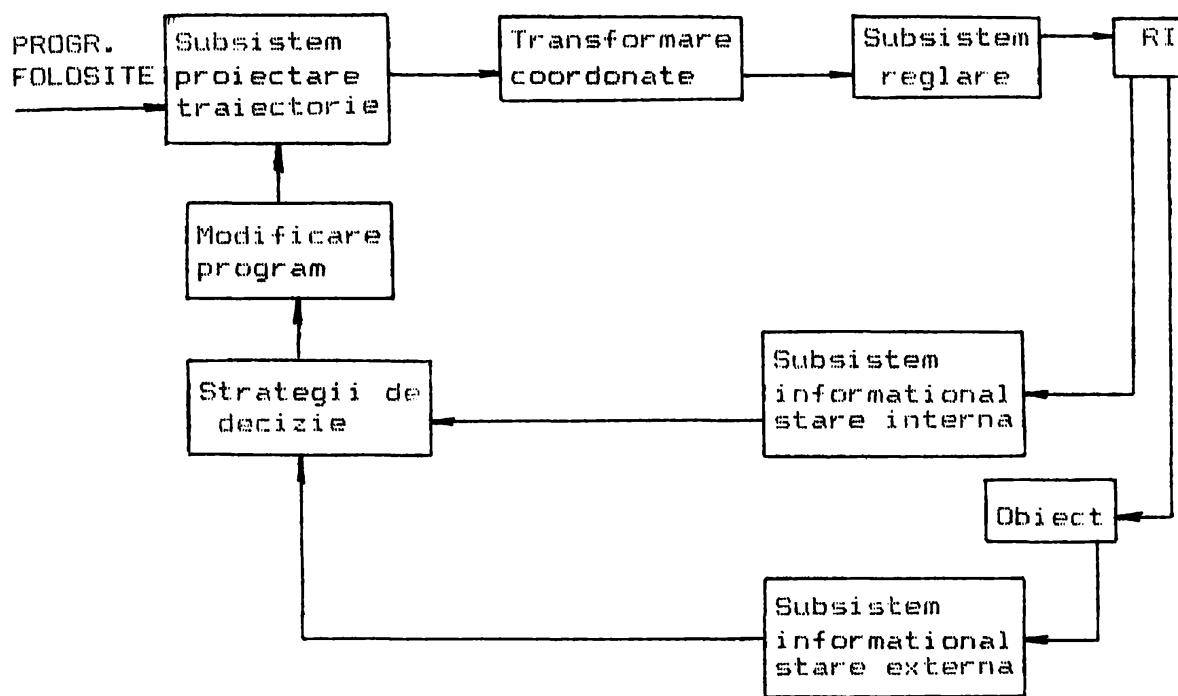 PROGR.
FOLOSITE
Subsistem
proiectare
traiectorie
Transformare
coordonate
Subsistem
reglare
RI
Modificare
program
Strategii de
decizie
Subsistem
informational
stare interna
Obiect
Subsistem
informational
stare externa